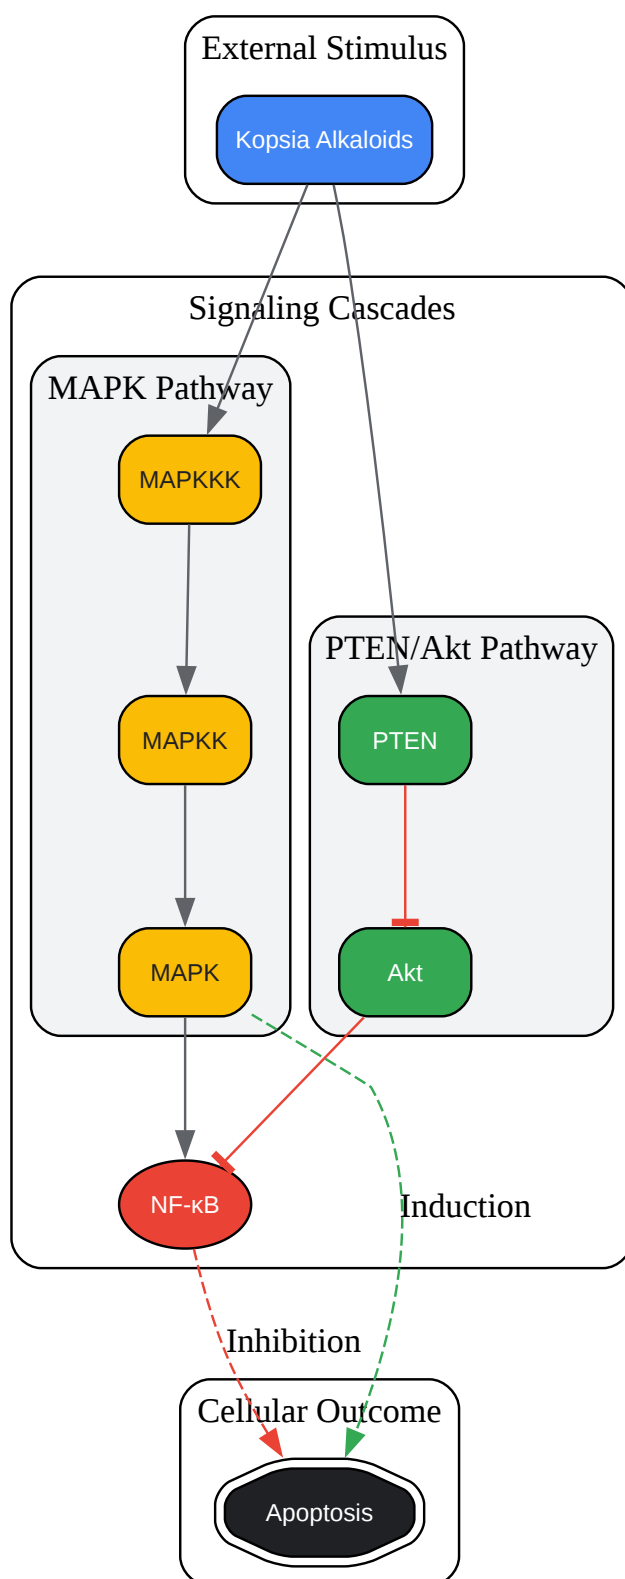 External Stimulus
Kopsia Alkaloids
Signaling Cascades
MAPK Pathway
MAPKKK
PTEN/Akt Pathway
MAPKK
PTEN
MAPK
Akt
NF-κB
Induction
Inhibition
Cellular Outcome
Apoptosis